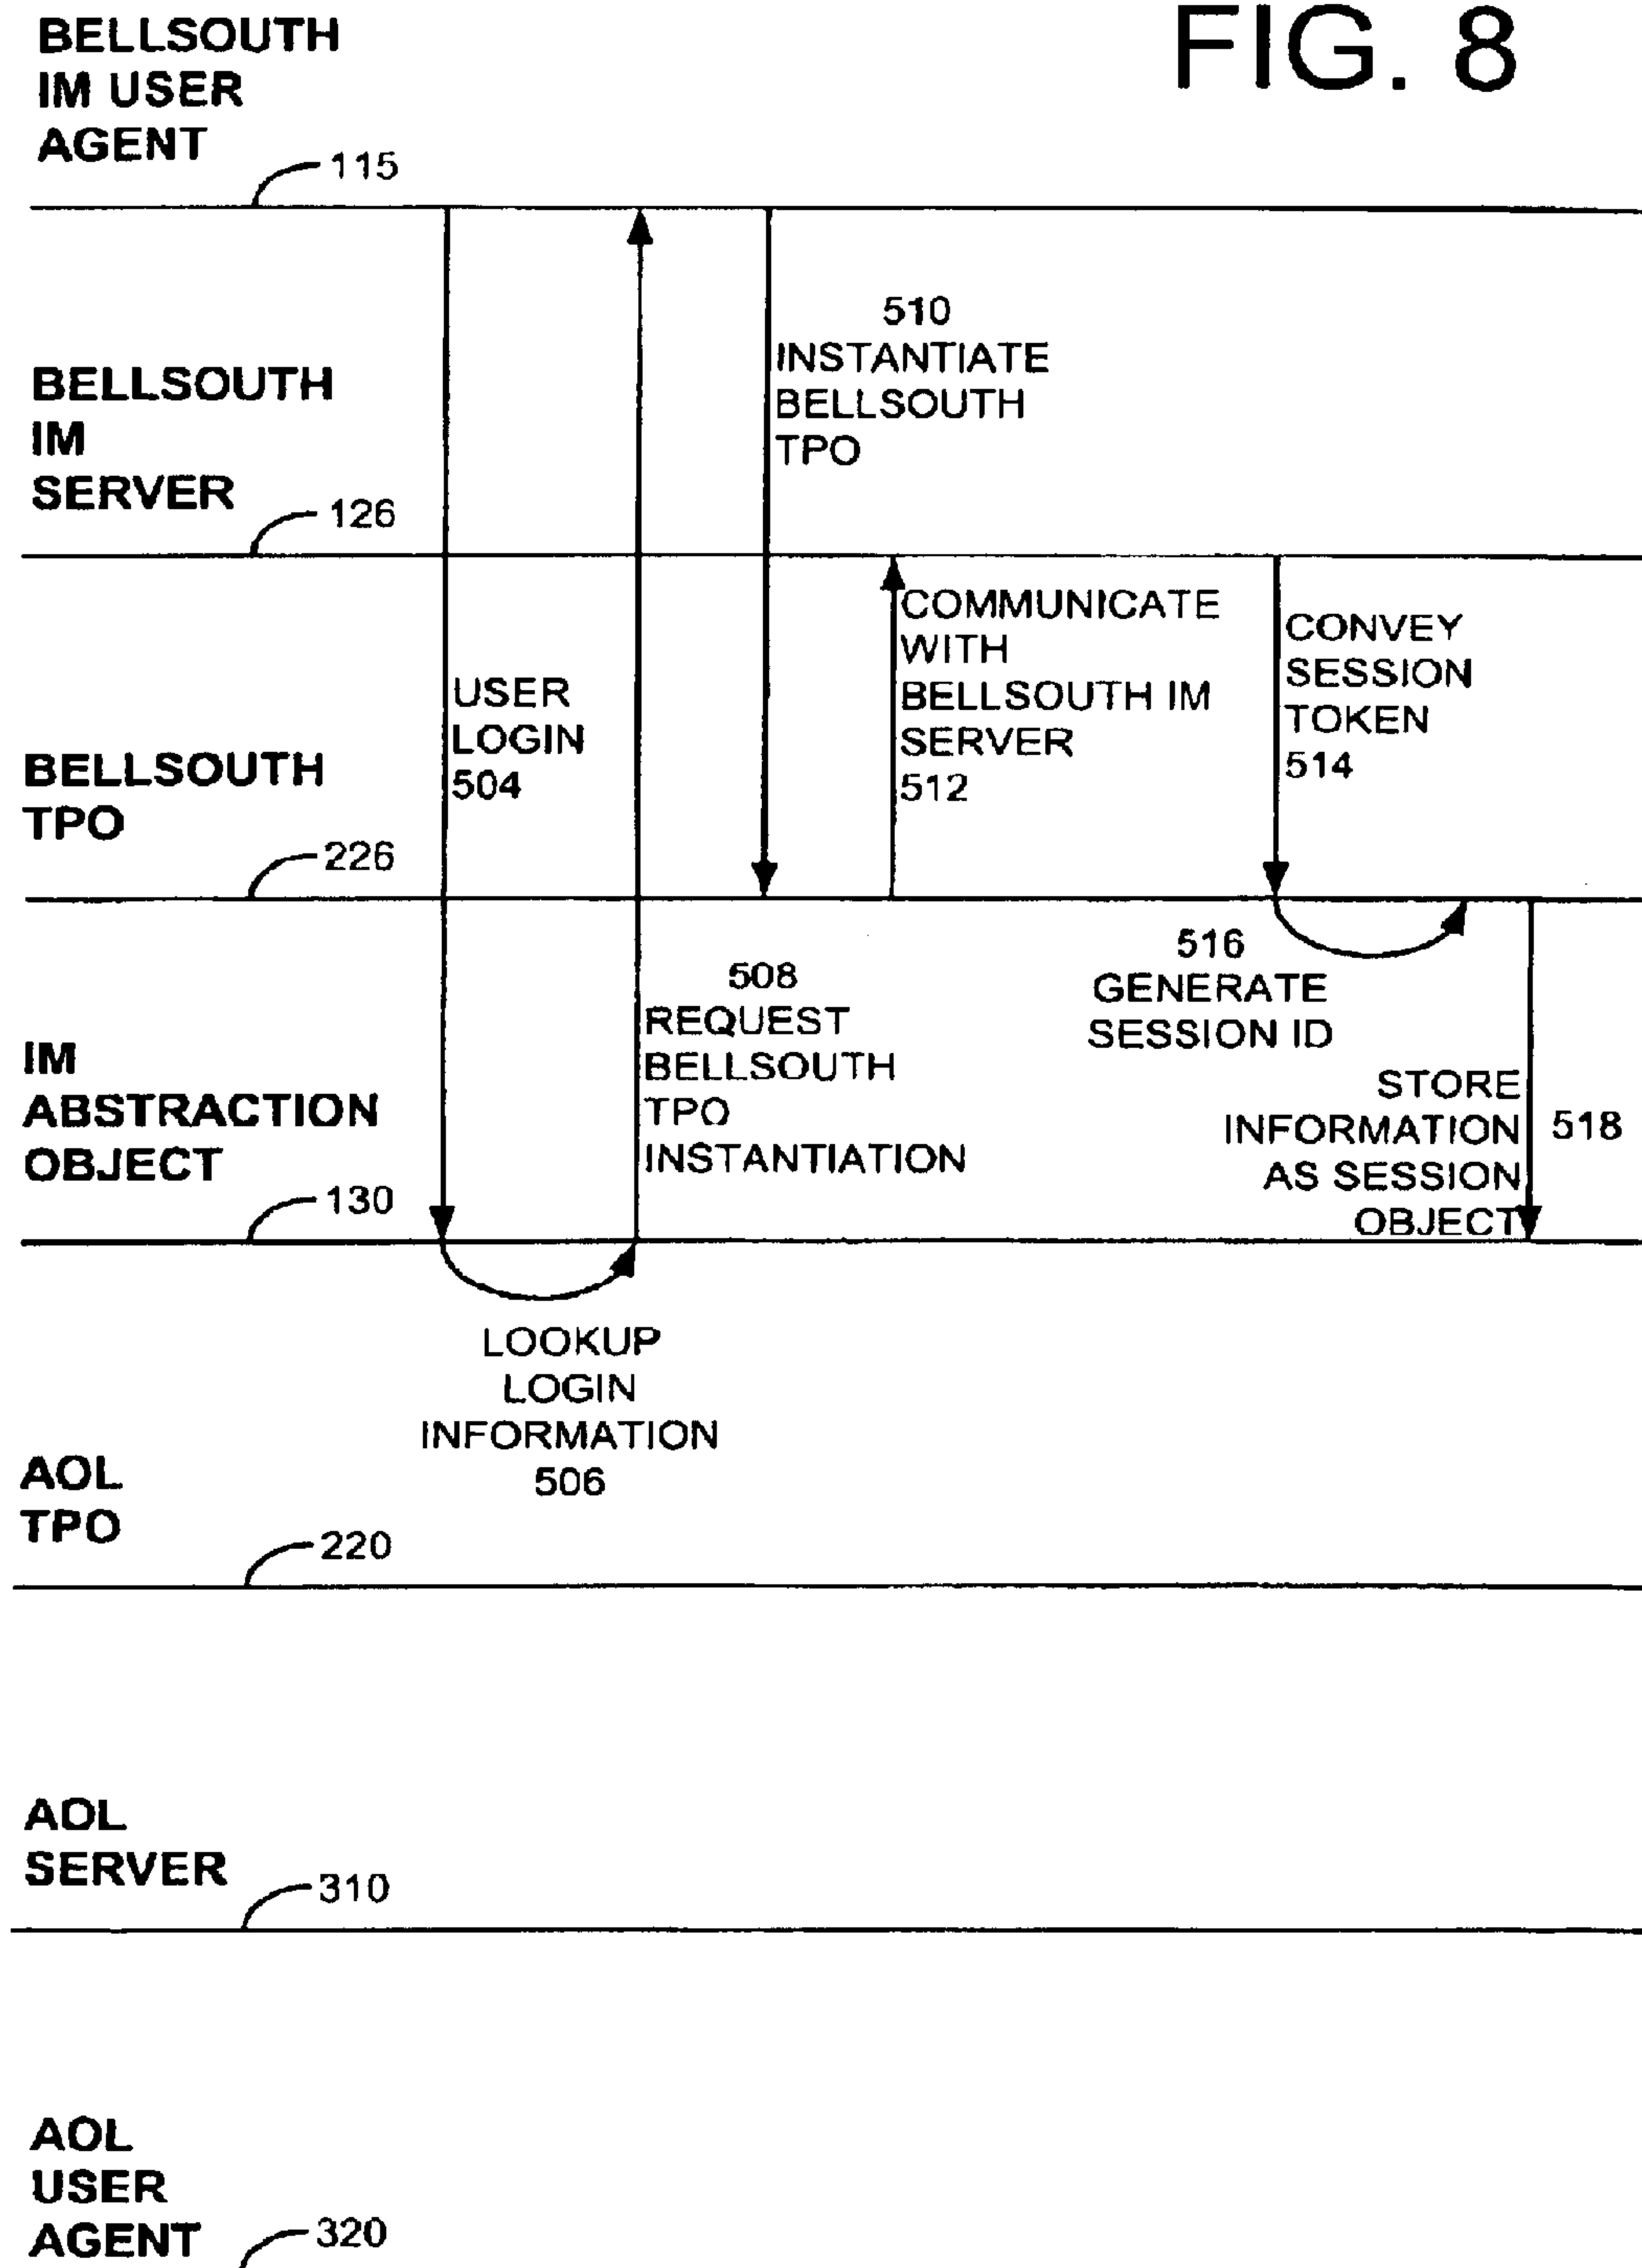 FIG. 8
BELLSOUTH
IM USER
AGENT
115
510
INSTANTIATE
BELLSOUTH
TPO
BELLSOUTH
IM
SERVER
126
COMMUNICATE
WITH
BELLSOUTH IM
SERVER
512
CONVEY
SESSION
TOKEN
514
USER
LOGIN
504
BELLSOUTH
TPO
226
516
GENERATE
SESSION ID
508
REQUEST
BELLSOUTH
TPO
INSTANTIATION
STORE
INFORMATION
AS SESSION
OBJECT
518
IM
ABSTRACTION
OBJECT
130
LOOKUP
LOGIN
INFORMATION
506
AOL
TPO
220
AOL
SERVER
310
AOL
USER
AGENT
320